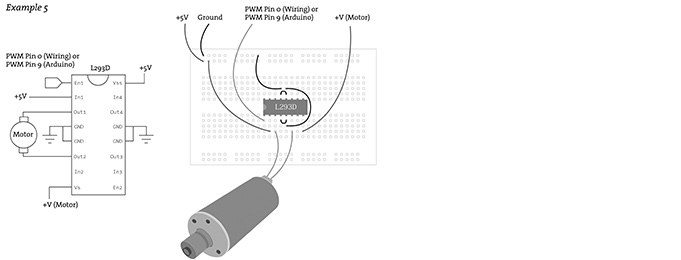 Example 5
PWM Pin 0 (Wiring) or
PWM Pin 9 (Arduino)
L293D
En1
Vss
+5V
+5V
In1
In4
Out1
Out4
Motor
GND
GND
GND
GND
Out2
Out3
In2
In3
Vs
En2
+V (Motor)
+5V
Ground
PWM Pin 0 (Wiring) or
PWM Pin 9 (Arduino)
+V (Motor)
L293D